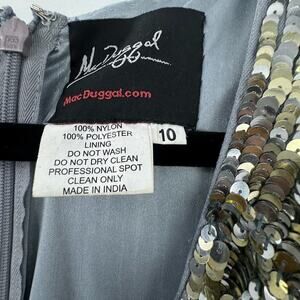 Mac Duggal
MacDuggal.com
100% NYLON
100% POLYESTER
LINING
DO NOT WASH
DO NOT DRY CLEAN
PROFESSIONAL SPOT
CLEAN ONLY
MADE IN INDIA
10